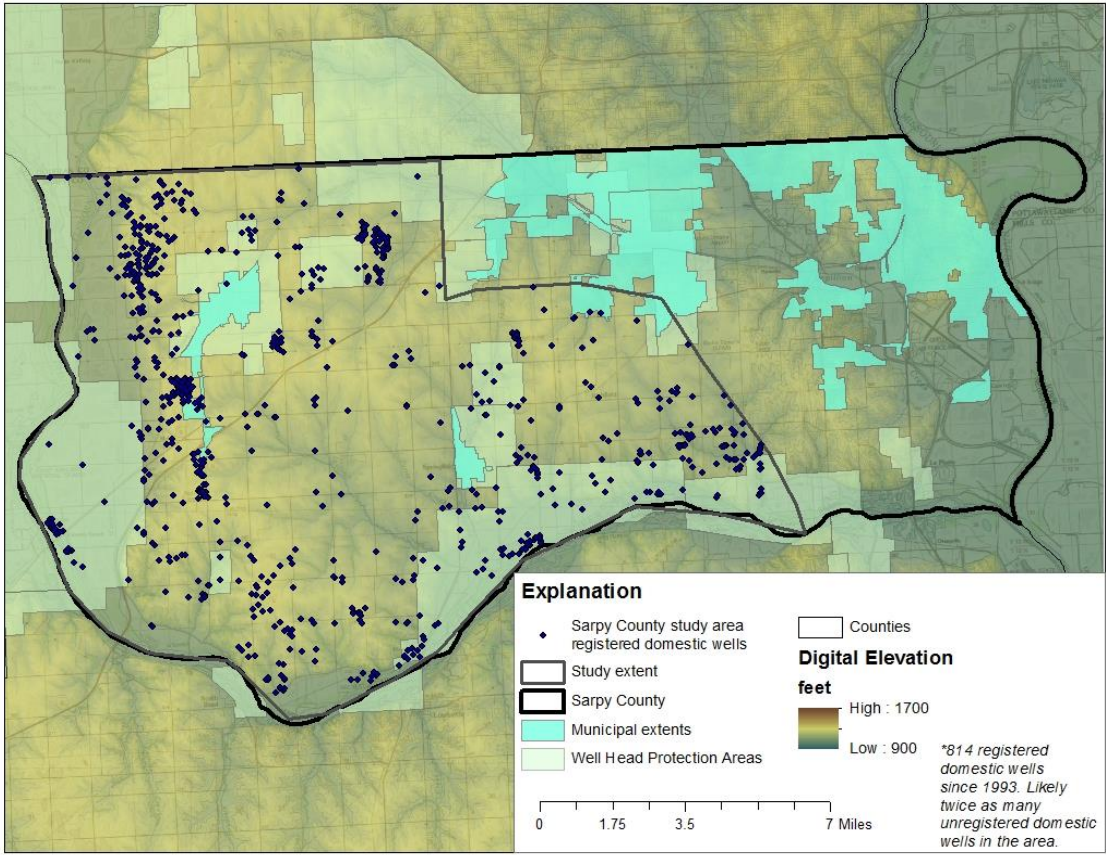 Explanation
Sarpy County study area
registered domestic wells
Study extent
Sarpy County
Municipal extents
Well Head Protection Areas
0 1.75 3.5 7 Miles
Counties
Digital Elevation
feet
High : 1700
Low : 900
*814 registered
domestic wells
since 1993. Likely
twice as many
unregistered domestic
wells in the area.